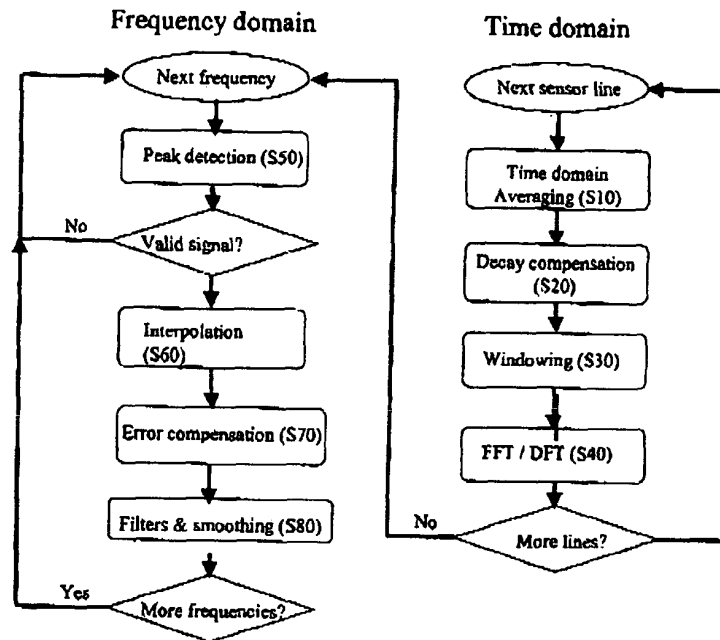 Frequency domain
Next frequency
Peak detection (S50)
No
Valid signal?
Interpolation
(S60)
Error compensation (S70)
Filters & smoothing (S80)
Yes
More frequencies?
Time domain
Next sensor line
Time domain
Averaging (S10)
Decay compensation
(S20)
Windowing (S30)
FFT / DFT (S40)
No
More lines?